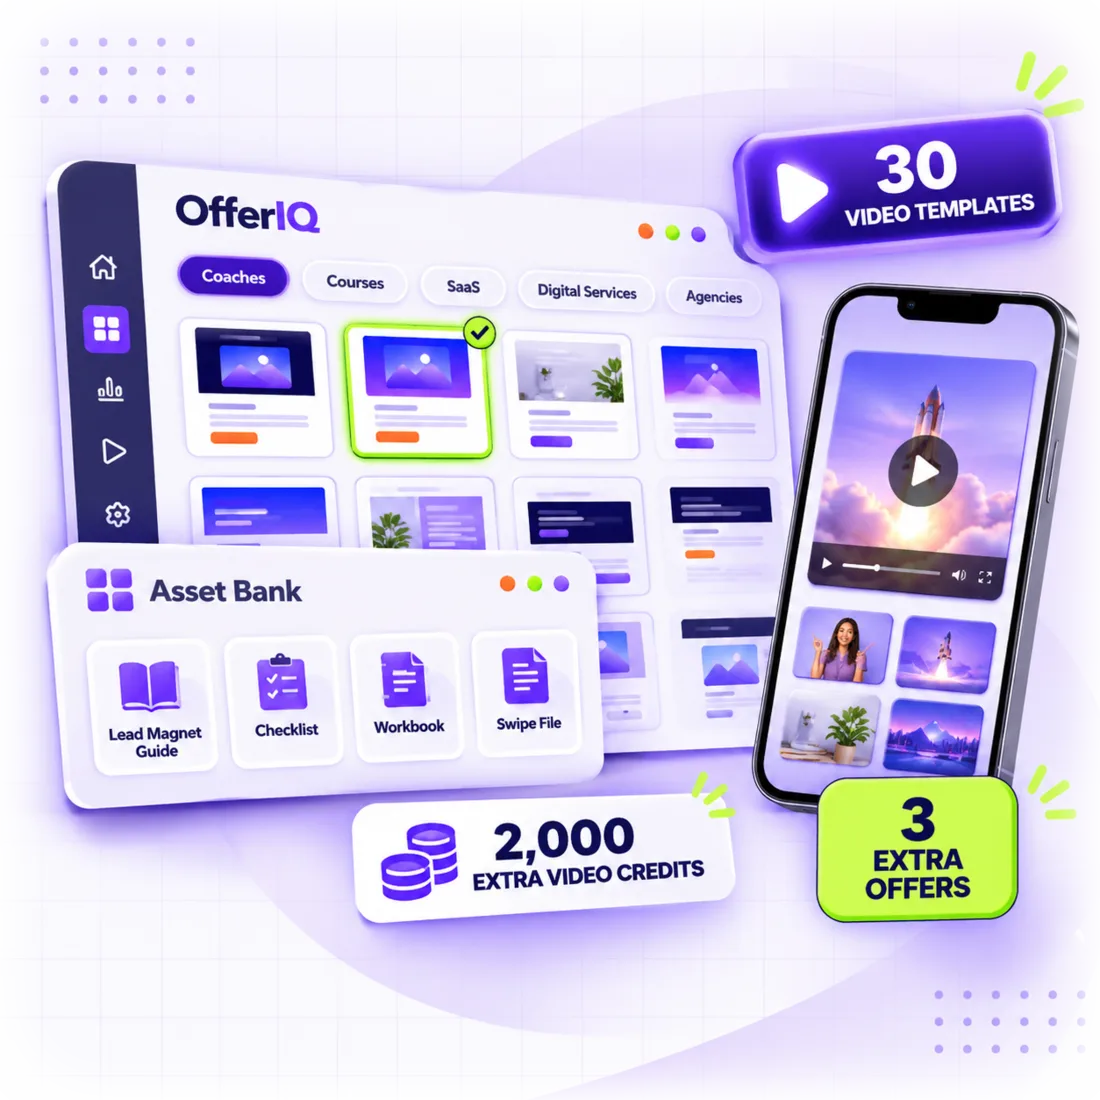 OfferIQ
Coaches
Courses
SaaS
Digital Services
Agencies
30
VIDEO TEMPLATES
Asset Bank
Lead Magnet
Guide
Checklist
Workbook
Swipe File
2,000
EXTRA VIDEO CREDITS
3
EXTRA
OFFERS